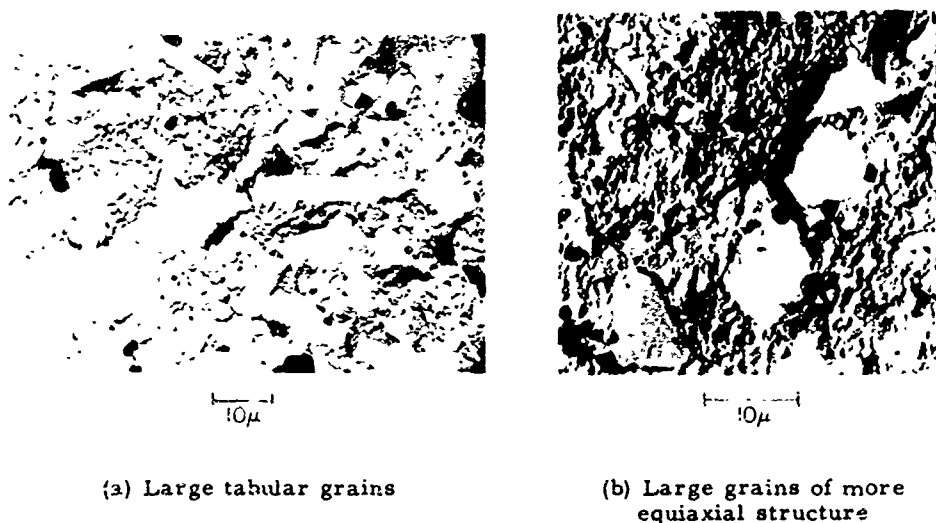 10μ
10μ
(a) Large tabular grains
(b) Large grains of more
equiaxial structure